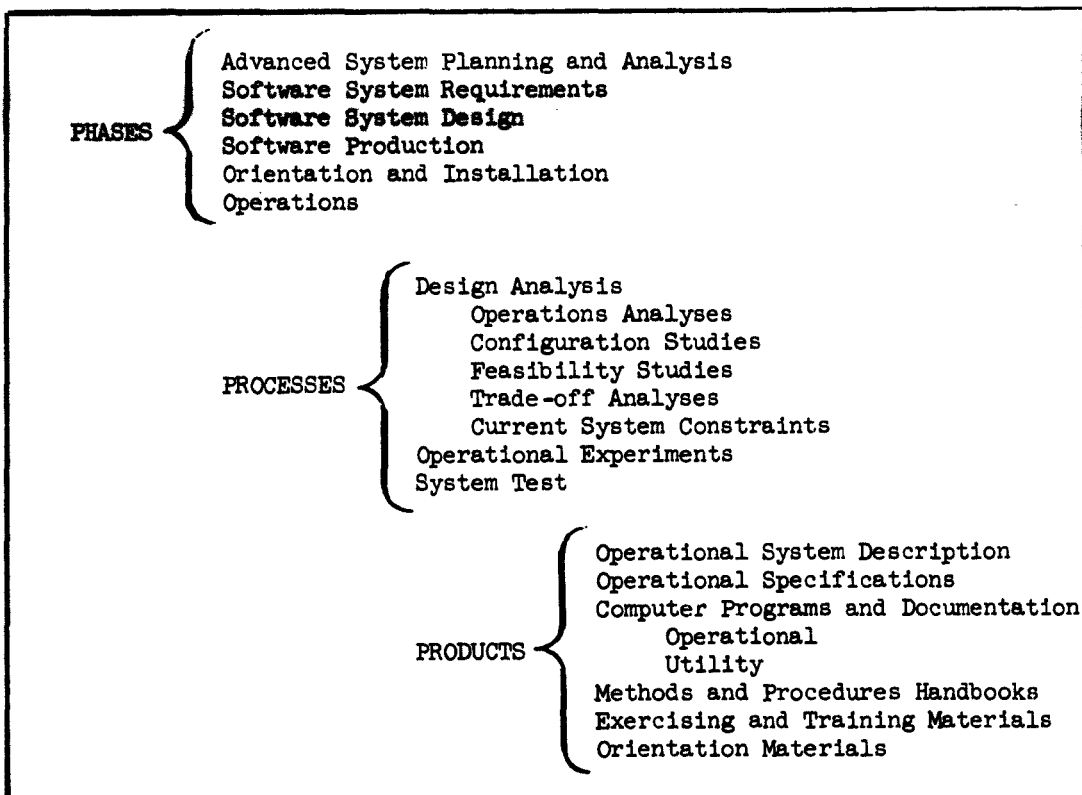 Advanced System Planning and Analysis
Software System Requirements
Software System Design
PHASES
Software Production
Orientation and Installation
Operations
Design Analysis
Operations Analyses
Configuration Studies
Feasibility Studies
PROCESSES
Trade-off Analyses
Current System Constraints
Operational Experiments
System Test
Operational System Description
Operational Specifications
Computer Programs and Documentation
Operational
PRODUCTS
Utility
Methods and Procedures Handbooks
Exercising and Training Materials
Orientation Materials